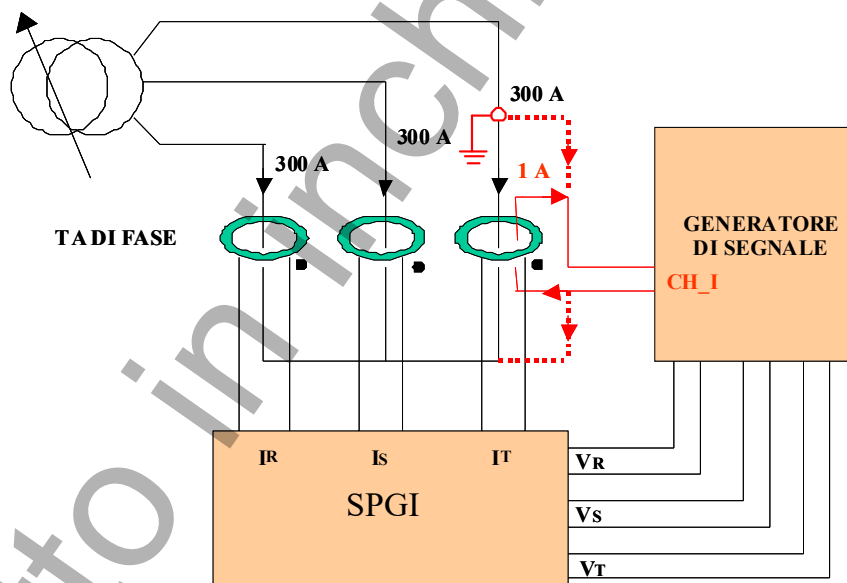 300 A
300 A
300 A
1 A
TA DI FASE
GENERATORE
DI SEGNALE
CH_I
IR
IS
IT
SPGI
VR
VS
VT